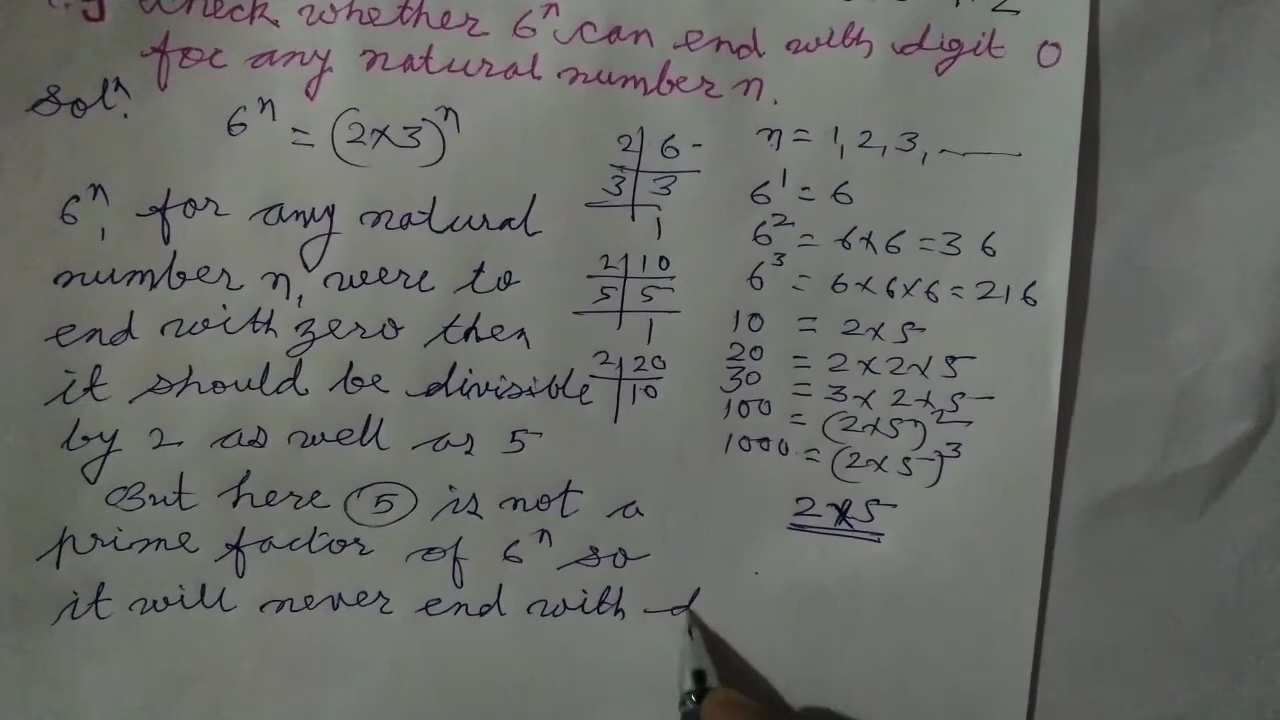 Check whether 6ⁿ can end with digit 0
for any natural number n.
Solⁿ.
6ⁿ = (2×3)ⁿ
6ⁿ, for any natural
number n, were to
end with zero then
it should be divisible
by 2 as well as 5
But here 5 is not a
prime factor of 6ⁿ so
it will never end with d
2 | 6
3 | 3
1
2 | 10
5 | 5
1
2 | 20
10
n = 1, 2, 3, ——
6¹ = 6
6² = 6×6 = 36
6³ = 6×6×6 = 216
10 = 2×5
20 = 2×2×5
30 = 3×2×5
100 = (2×5)²
1000 = (2×5)³
2×5